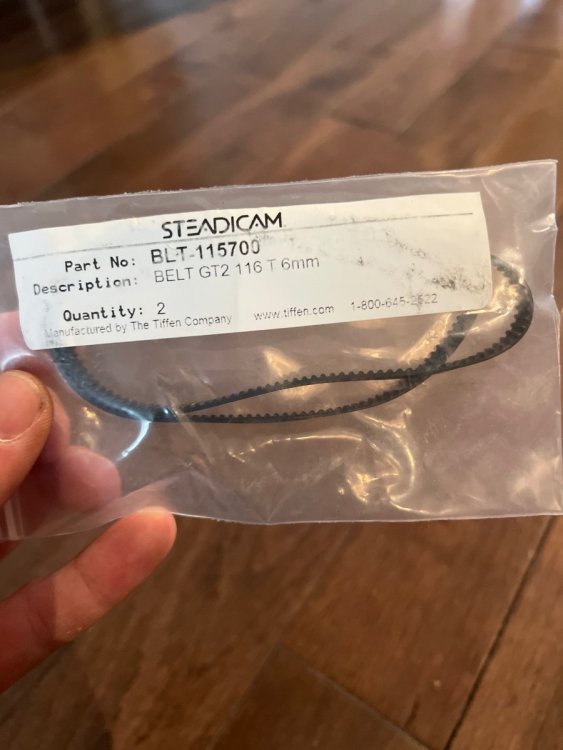 STEADICAM
Part No: BLT-115700
Description: BELT GT2 116 T 6mm
Quantity: 2
Manufactured by The Tiffen Company www.tiffen.com 1-800-645-2522